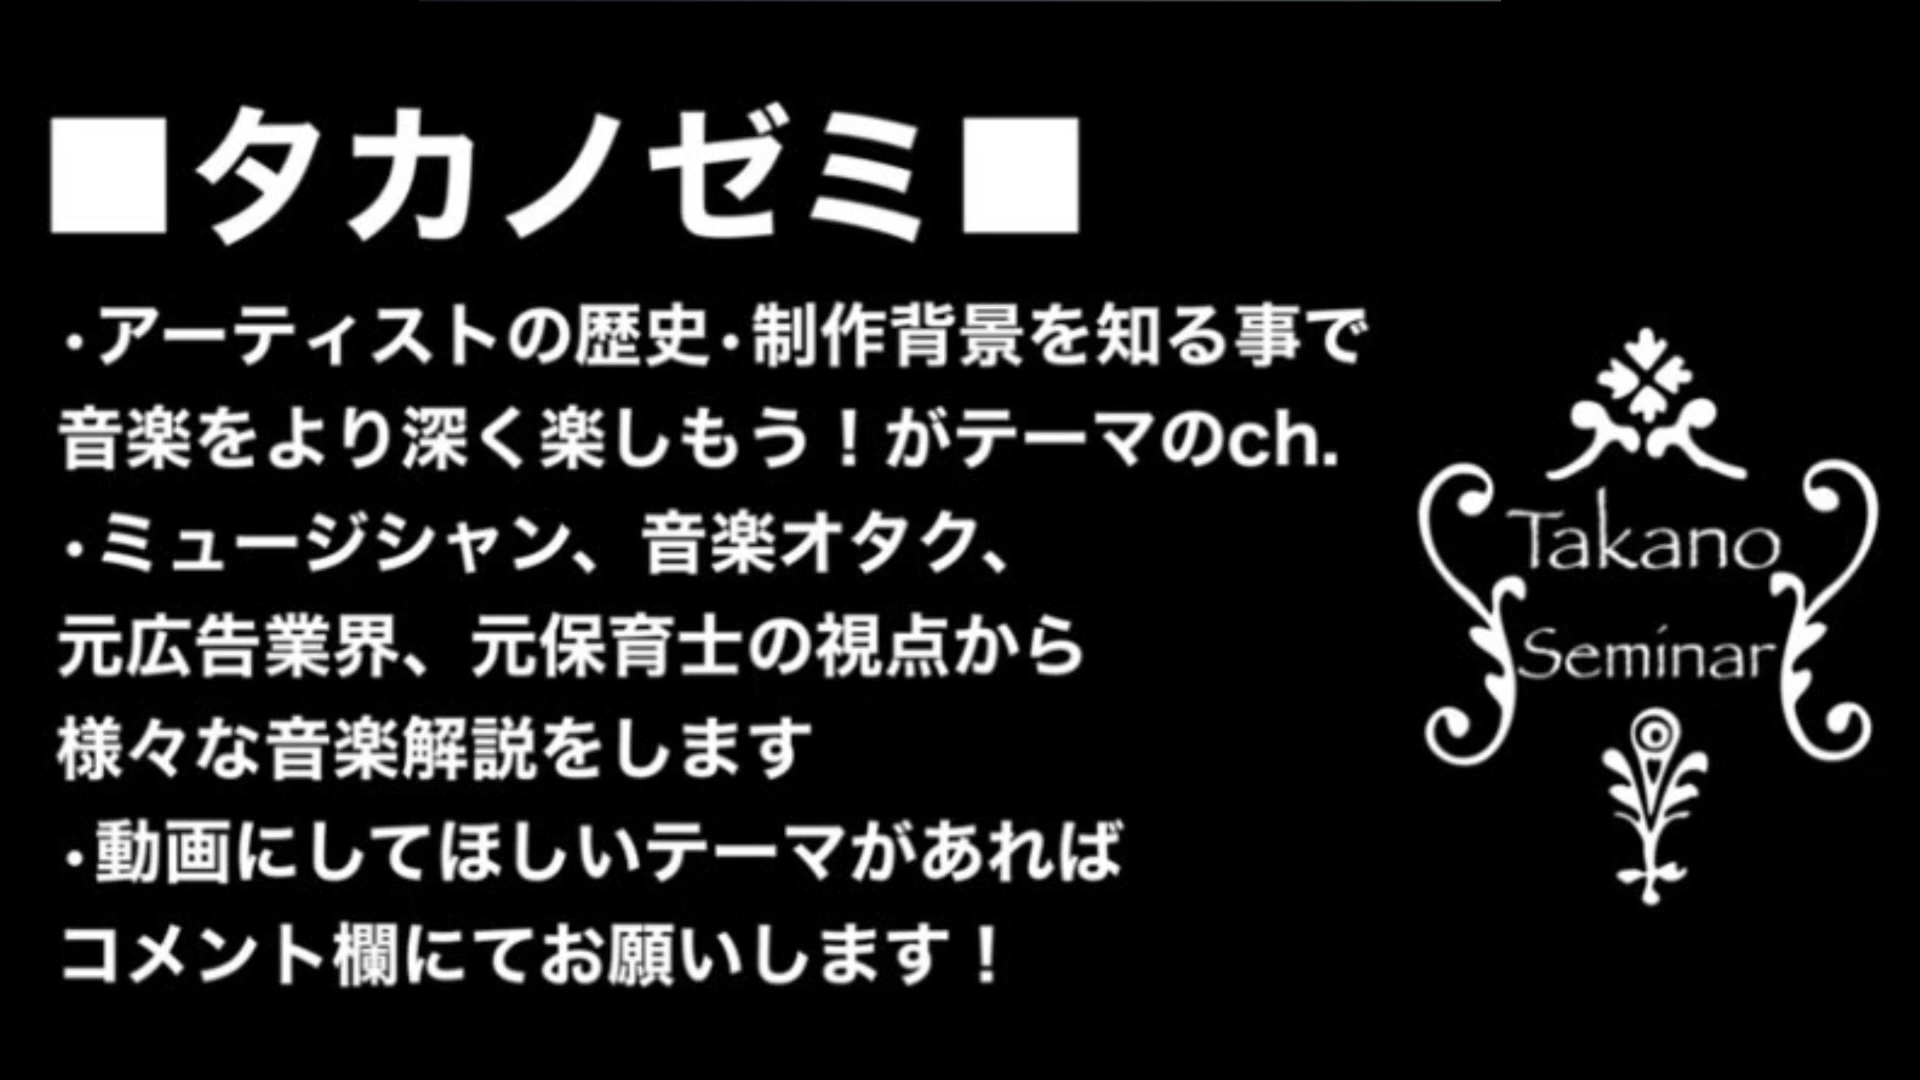 ■タカノゼミ■
・アーティストの歴史・制作背景を知る事で
音楽をより深く楽しもう！がテーマのch.
・ミュージシャン、音楽オタク、
元広告業界、元保育士の視点から
様々な音楽解説をします
・動画にしてほしいテーマがあれば
コメント欄にてお願いします！
Takano
Seminar